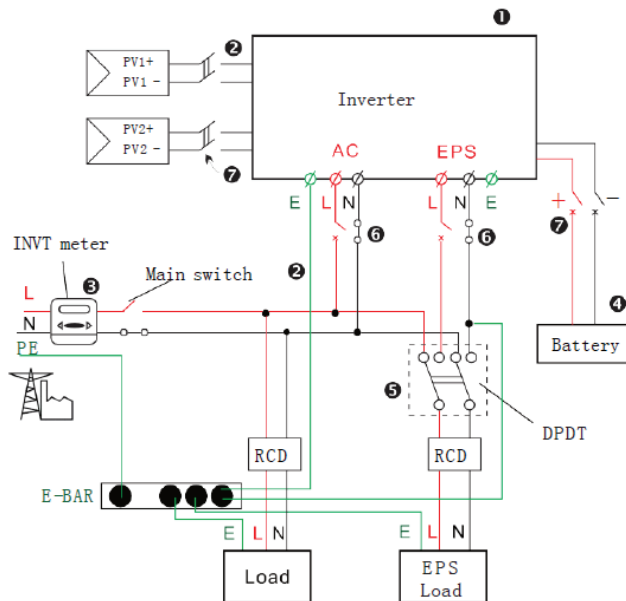 ❶
PV1+
PV1 -
❷
Inverter
PV2+
PV2 -
❼
AC
EPS
E
L
N
L
N
E
+
-
❼
❻
❻
INVT meter
Main switch
❷
❸
❹
L
N
PE
Battery
❺
DPDT
RCD
RCD
E-BAR
E
L
N
E
L
N
Load
EPS
Load